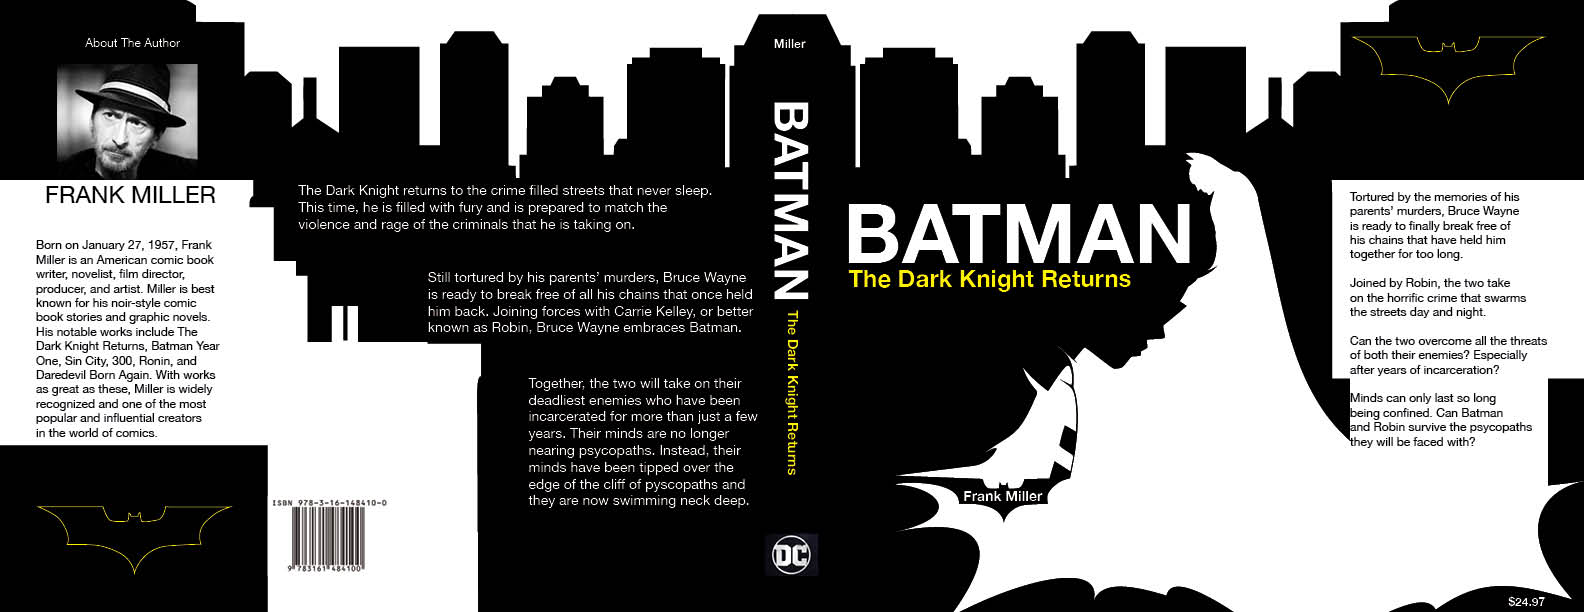 About The Author
FRANK MILLER
Born on January 27, 1957, Frank
Miller is an American comic book
writer, novelist, film director,
producer, and artist. Miller is best
known for his noir-style comic
book stories and graphic novels.
His notable works include The
Dark Knight Returns, Batman Year
One, Sin City, 300, Ronin, and
Daredevil Born Again. With works
as great as these, Miller is widely
recognized and one of the most
popular and influential creators
in the world of comics.
The Dark Knight returns to the crime filled streets that never sleep.
This time, he is filled with fury and is prepared to match the
violence and rage of the criminals that he is taking on.
Still tortured by his parents' murders, Bruce Wayne
is ready to break free of all his chains that once held
him back. Joining forces with Carrie Kelley, or better
known as Robin, Bruce Wayne embraces Batman.
Together, the two will take on their
deadliest enemies who have been
incarcerated for more than just a few
years. Their minds are no longer
nearing psycopaths. Instead, their
minds have been tipped over the
edge of the cliff of pyscopaths and
they are now swimming neck deep.
ISBN 978-3-16-148410-0
9 783161 484100
Miller
BATMAN
The Dark Knight Returns
DC
BATMAN
The Dark Knight Returns
Frank Miller
Tortured by the memories of his
parents' murders, Bruce Wayne
is ready to finally break free of
his chains that have held him
together for too long.
Joined by Robin, the two take
on the horrific crime that swarms
the streets day and night.
Can the two overcome all the threats
of both their enemies? Especially
after years of incarceration?
Minds can only last so long
being confined. Can Batman
and Robin survive the psycopaths
they will be faced with?
$24.97